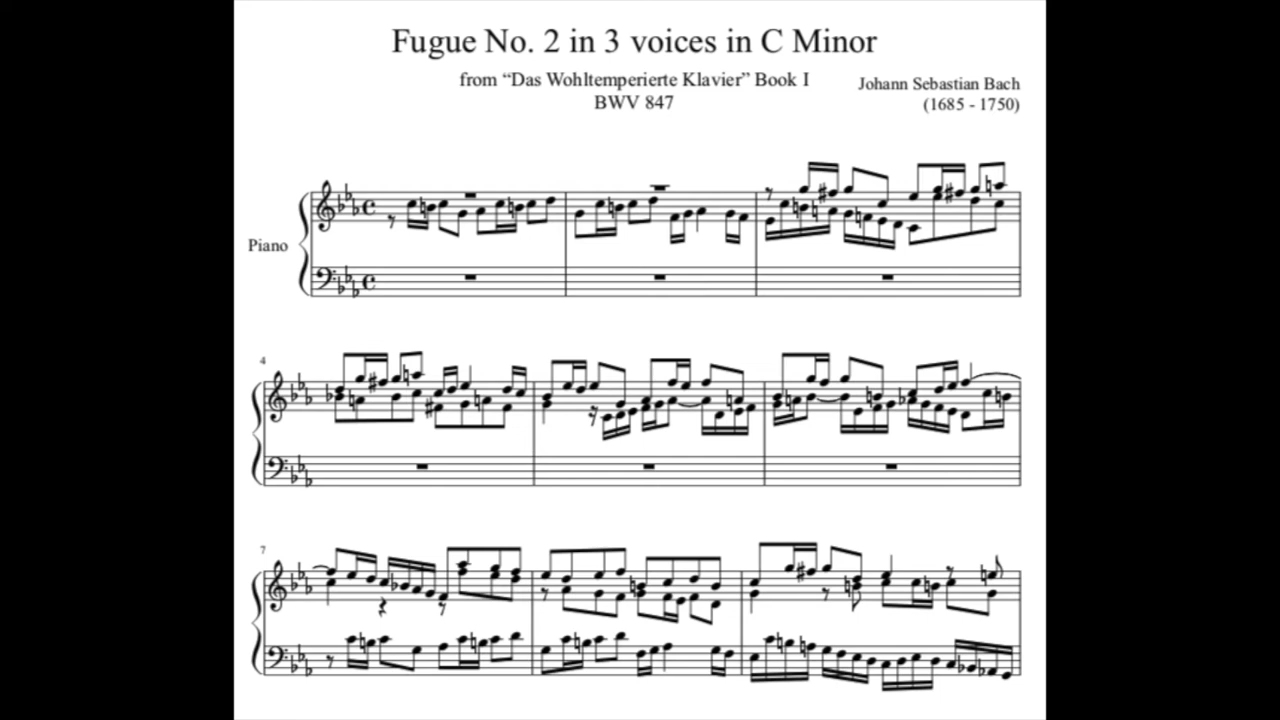 Fugue No. 2 in 3 voices in C Minor
from “Das Wohltemperierte Klavier” Book I
BWV 847
Johann Sebastian Bach
(1685 - 1750)
Piano
4
7